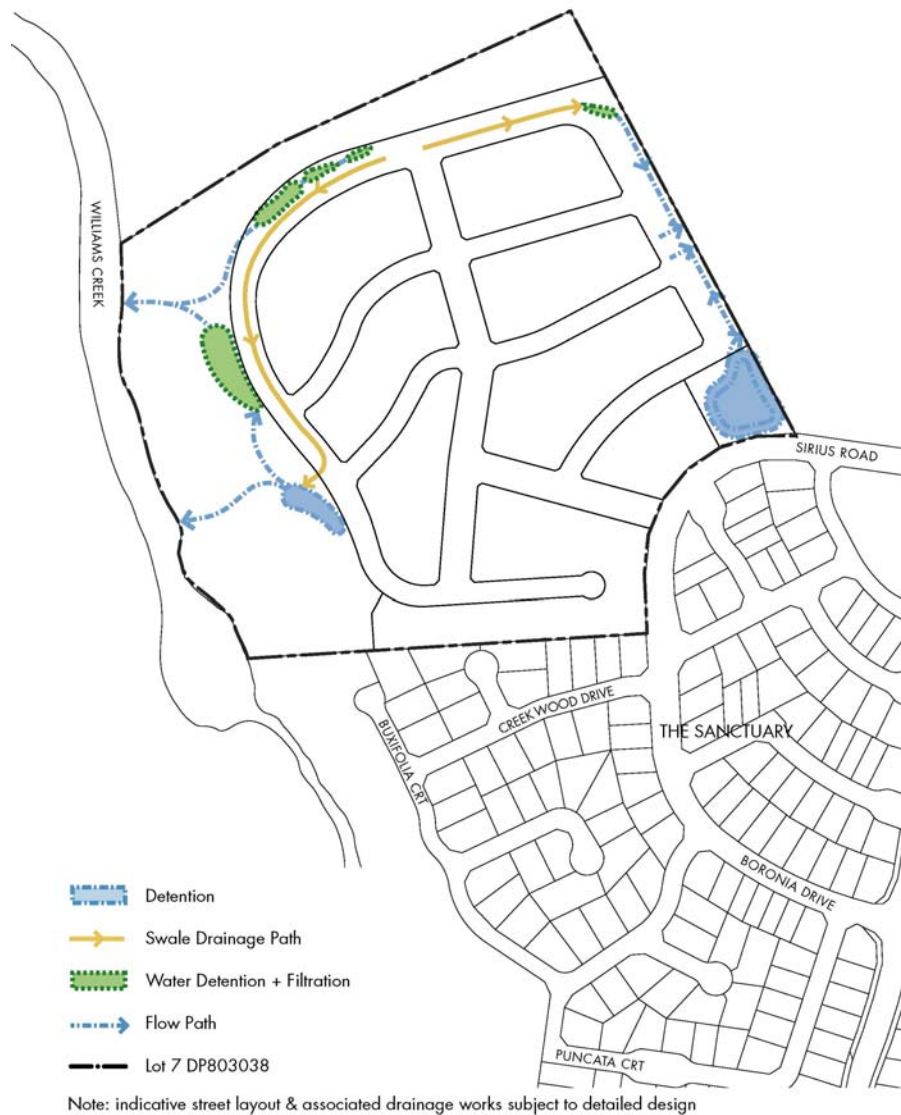 WILLIAMS CREEK
SIRIUS ROAD
CREEK WOOD DRIVE
THE SANCTUARY
BUXIFOLIA CRT
BORONIA DRIVE
PUNCATA CRT
Detention
Swale Drainage Path
Water Detention + Filtration
Flow Path
Lot 7 DP803038
Note: indicative street layout & associated drainage works subject to detailed design